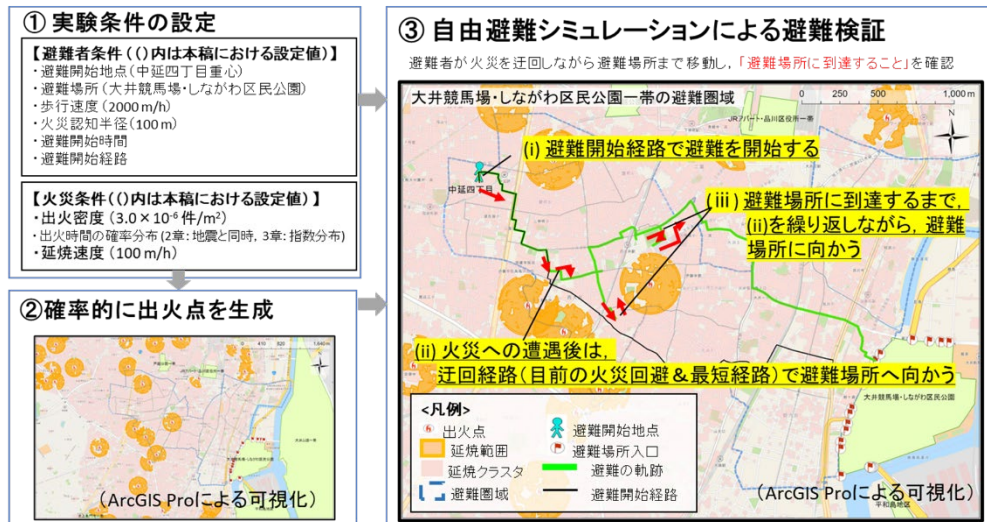 ① 実験条件の設定
【避難者条件(()内は本稿における設定値)】
・避難開始地点(中延四丁目重心)
・避難場所(大井競馬場・しながわ区民公園)
・歩行速度(2000 m/h)
・火災認知半径(100 m)
・避難開始時間
・避難開始経路
【火災条件(()内は本稿における設定値)】
・出火密度(3.0×10⁻⁶ 件/m²)
・出火時間の確率分布(2章:地震と同時, 3章:指数分布)
・延焼速度(100 m/h)
②確率的に出火点を生成
(ArcGIS Proによる可視化)
③ 自由避難シミュレーションによる避難検証
避難者が火災を迂回しながら避難場所まで移動し,「避難場所に到達すること」を確認
大井競馬場・しながわ区民公園一帯の避難圏域
0 250 500 1,000 m
JRアパート・品川区役所一帯
(i) 避難開始経路で避難を開始する
中延四丁目
(iii) 避難場所に到達するまで,
(ii)を繰り返しながら, 避難
場所に向かう
(ii) 火災への遭遇後は,
迂回経路(目前の火災回避&最短経路)で避難場所へ向かう
大井競馬場・しながわ区民公園
<凡例>
出火点
避難開始地点
延焼範囲
避難場所入口
延焼クラスタ
避難の軌跡
避難圏域
避難開始経路
(ArcGIS Proによる可視化)
平和島地区